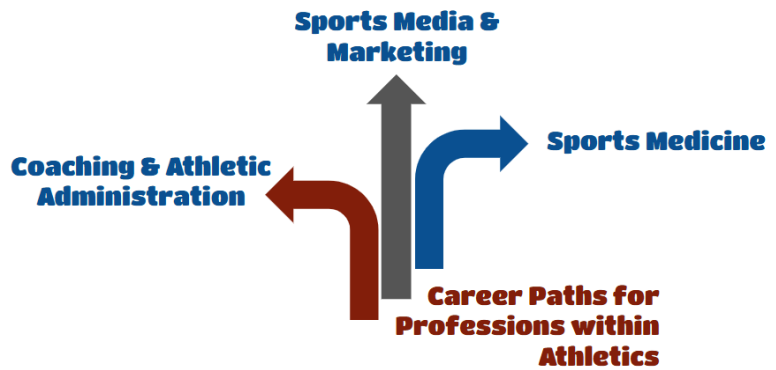 Sports Media &
Marketing
Sports Medicine
Coaching & Athletic
Administration
Career Paths for
Professions within
Athletics